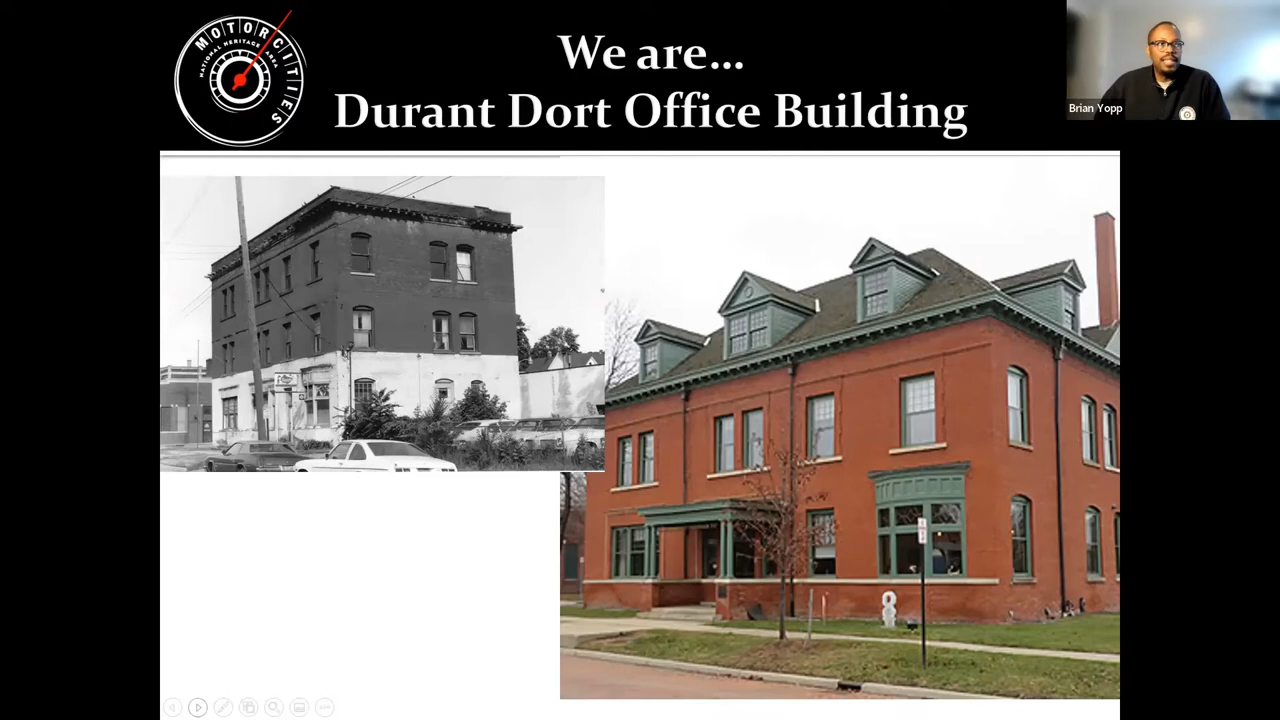 MOTORCITIES
NATIONAL HERITAGE AREA
We are...
Durant Dort Office Building
Brian Yopp